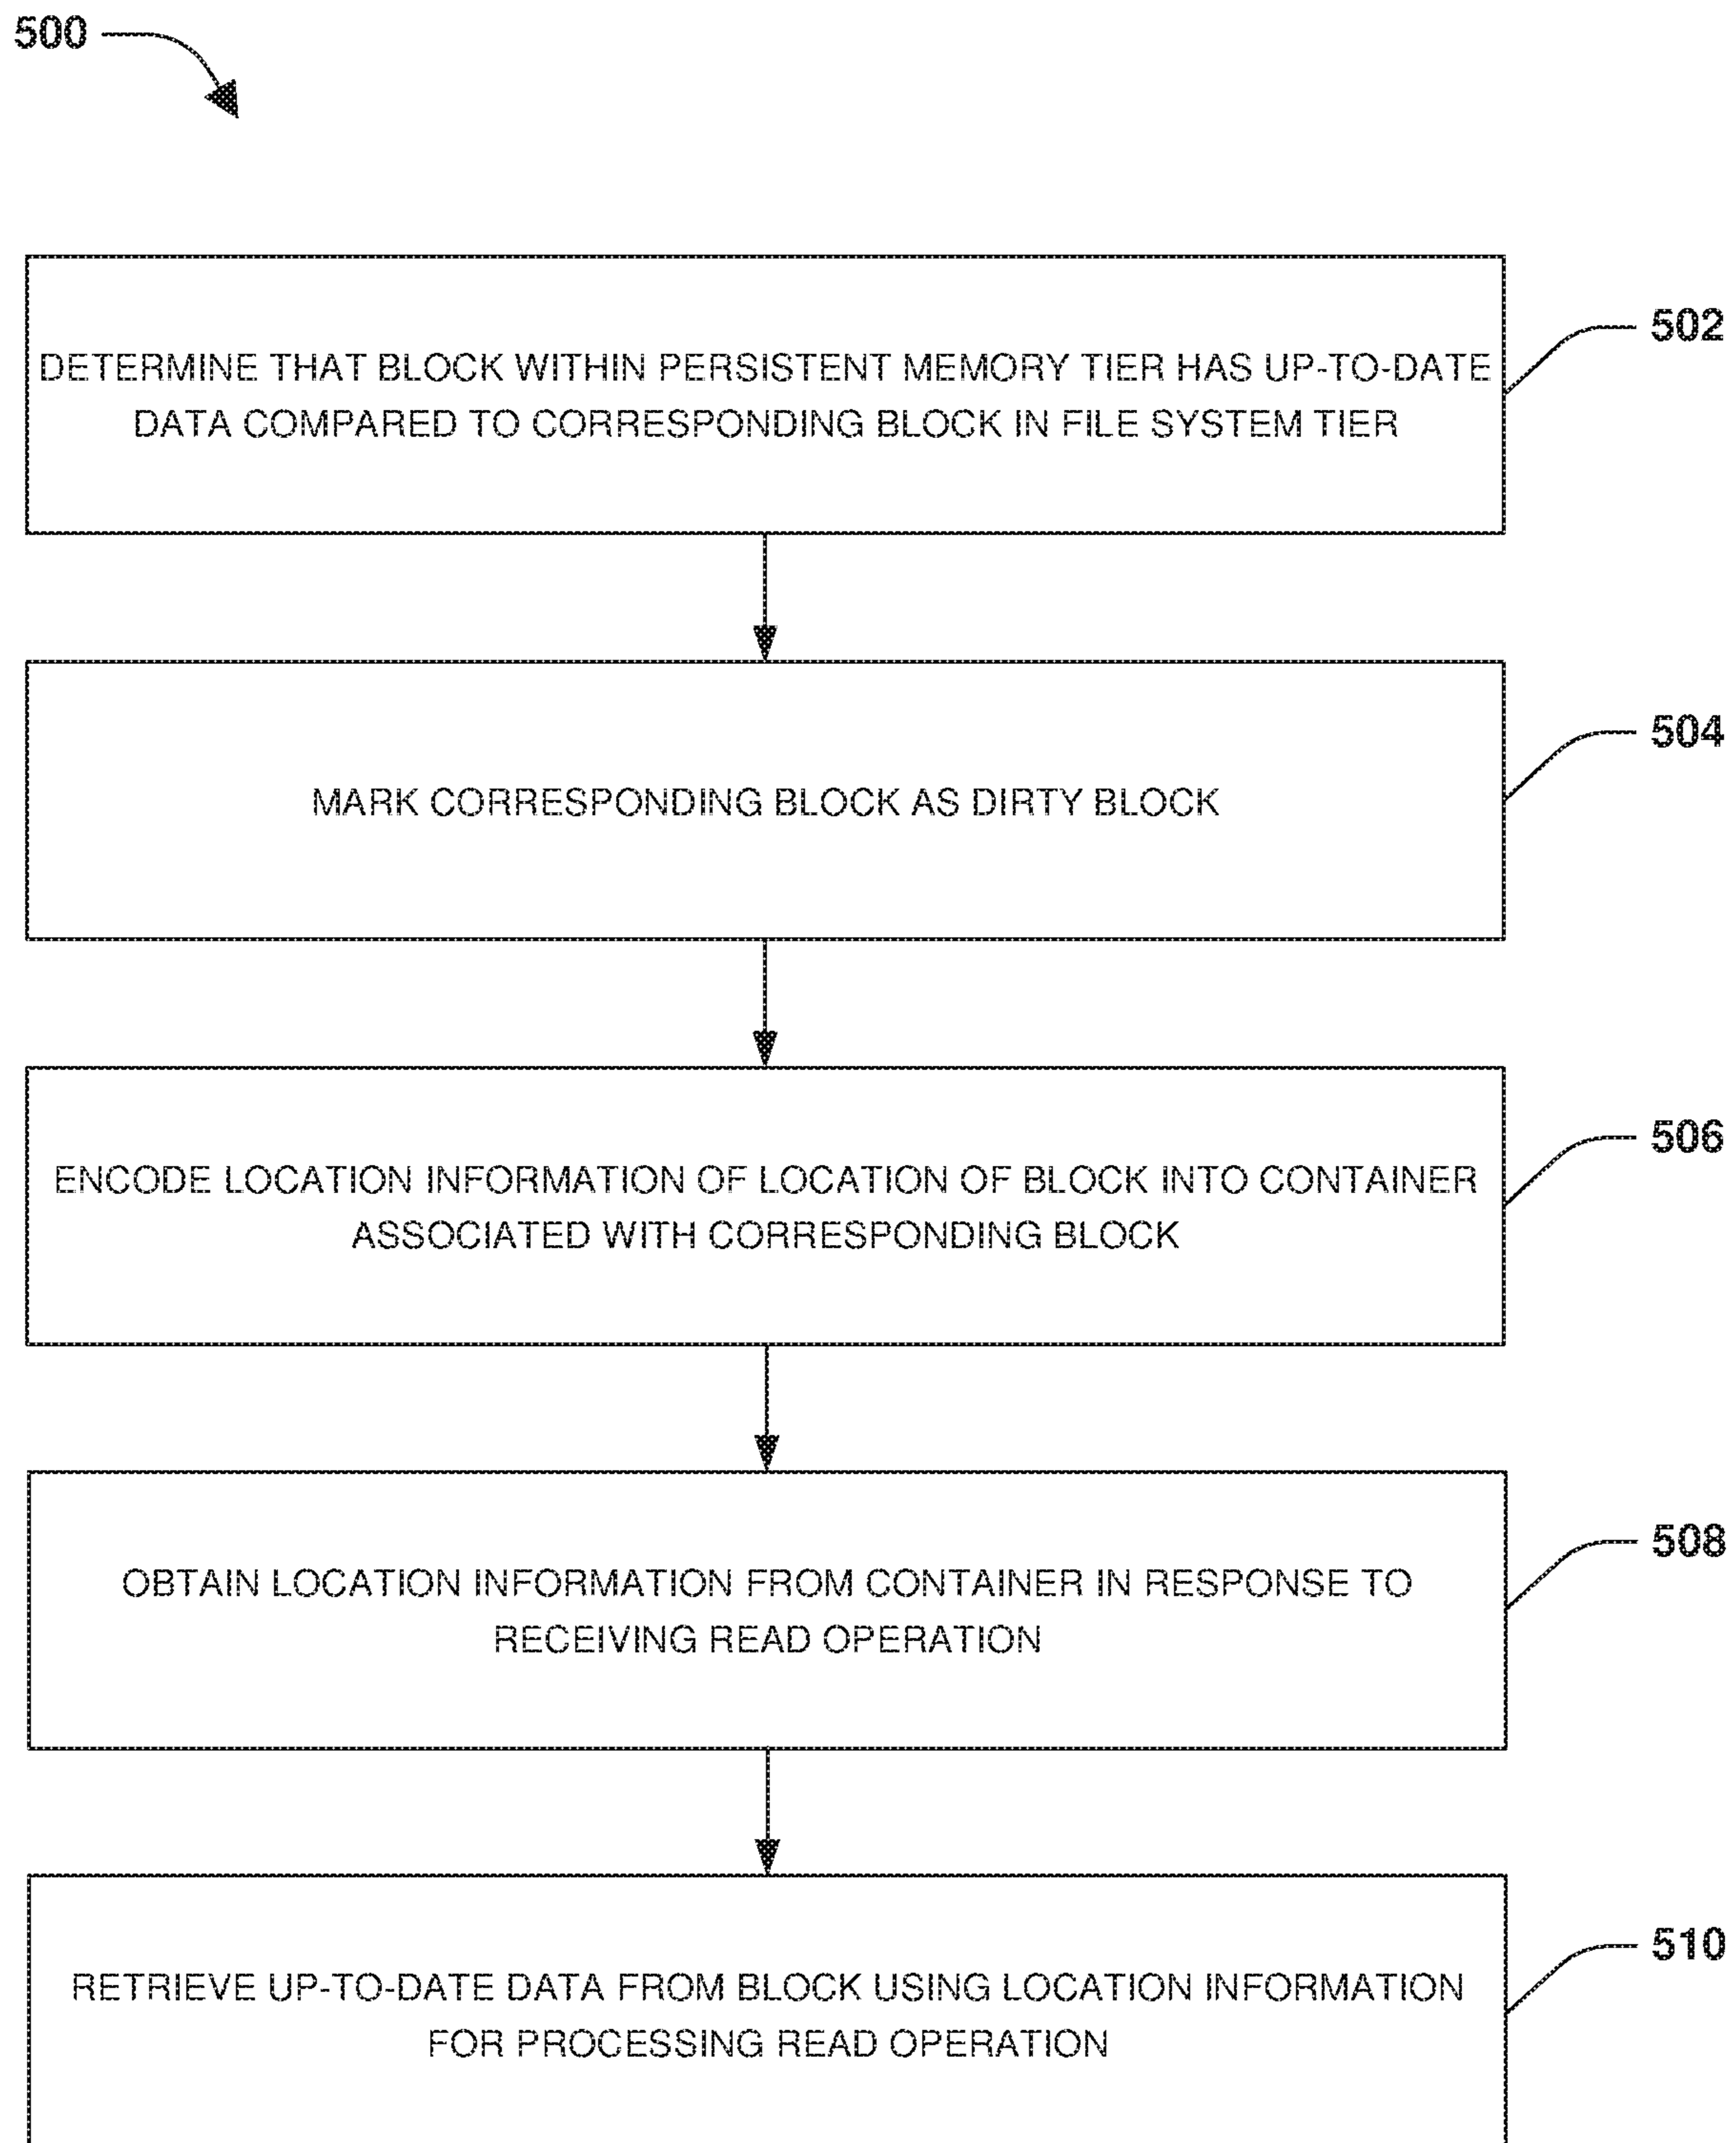 500
DETERMINE THAT BLOCK WITHIN PERSISTENT MEMORY TIER HAS UP-TO-DATE
DATA COMPARED TO CORRESPONDING BLOCK IN FILE SYSTEM TIER
502
MARK CORRESPONDING BLOCK AS DIRTY BLOCK
504
ENCODE LOCATION INFORMATION OF LOCATION OF BLOCK INTO CONTAINER
ASSOCIATED WITH CORRESPONDING BLOCK
506
OBTAIN LOCATION INFORMATION FROM CONTAINER IN RESPONSE TO
RECEIVING READ OPERATION
508
RETRIEVE UP-TO-DATE DATA FROM BLOCK USING LOCATION INFORMATION
FOR PROCESSING READ OPERATION
510